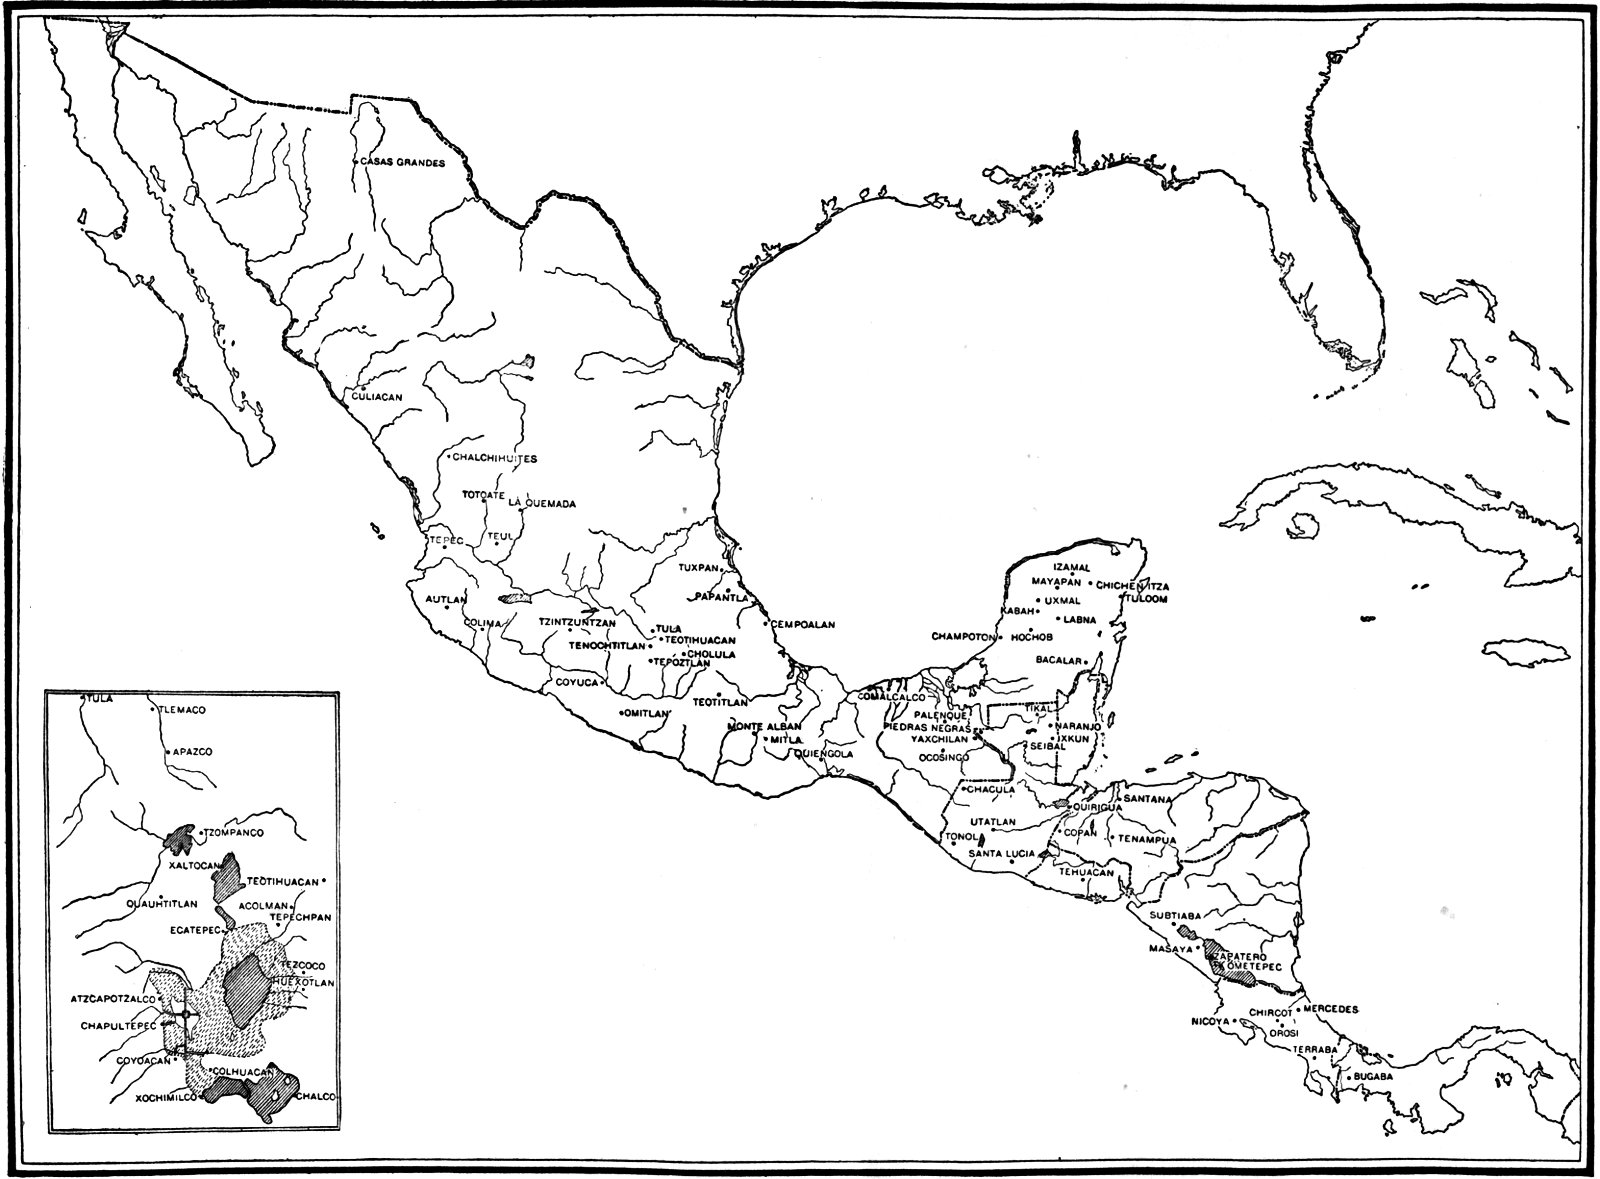 CASAS GRANDES
CULIACAN
CHALCHIHUITES
TOTOATE
LA QUEMADA
TEPEC
TEUL
TUXPAN
PAPANTLA
AUTLAN
COLIMA
TZINTZUNTZAN
TULA
TEOTIHUACAN
TENOCHTITLAN
CHOLULA
TEPOZTLAN
CEMPOALAN
COYUCA
OMITLAN
TEOTITLAN
MONTE ALBAN
MITLA
QUIENGOLA
IZAMAL
MAYAPAN
CHICHEN ITZA
TULOOM
UXMAL
KABAH
LABNA
CHAMPOTON
HOCHOB
BACALAR
COMALCALCO
PALENQUE
TIKAL
PIEDRAS NEGRAS
NARANJO
YAXCHILAN
IXKUN
SEIBAL
OCOSINGO
CHACULA
SANTANA
QUIRIGUA
UTATLAN
COPAN
TONOLA
TENAMPUA
SANTA LUCIA
TEHUACAN
SUBTIABA
MASAYA
ZAPATERO
OMETEPEC
MERCEDES
CHIRCOT
NICOYA
OROSI
TERRABA
BUGABA
TULA
TLEMACO
APAZCO
TZOMPANCO
XALTOCAN
TEOTIHUACAN
QUAUHTITLAN
ACOLMAN
TEPECHPAN
ECATEPEC
TEZCOCO
HUEXOTLAN
ATZCAPOTZALCO
CHAPULTEPEC
COYOACAN
COLHUACAN
XOCHIMILCO
CHALCO